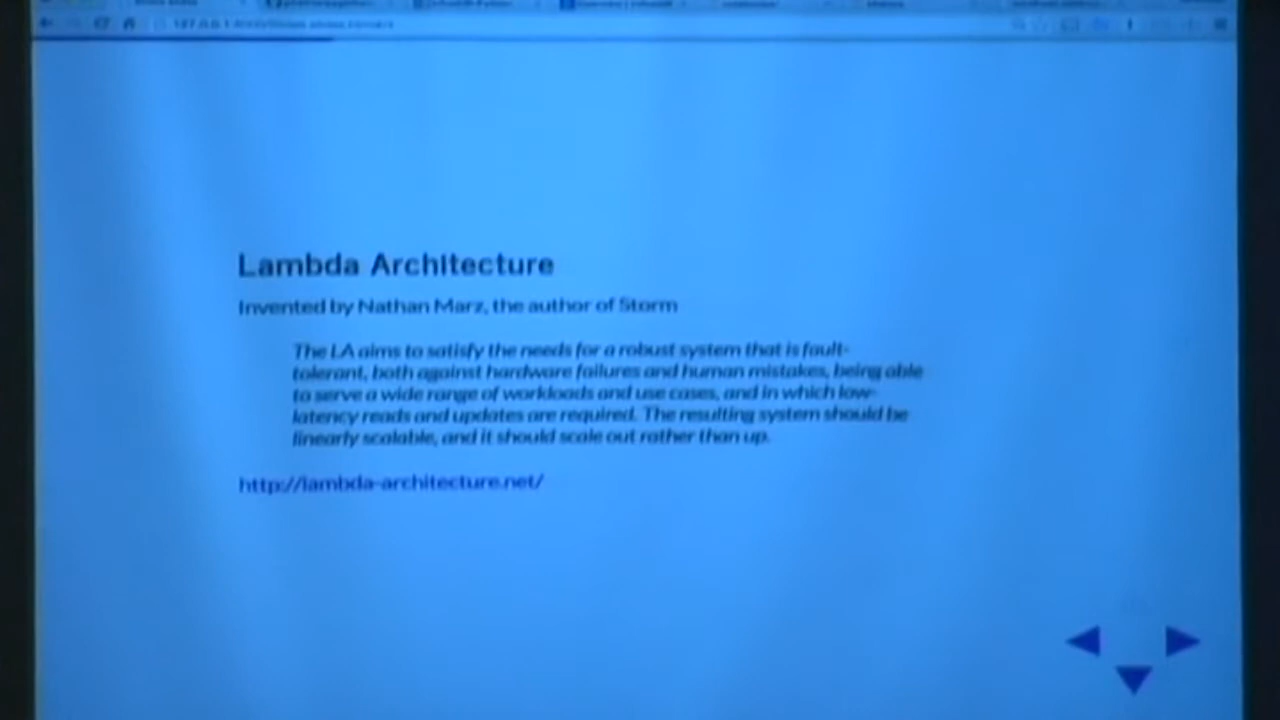 Lambda Architecture
Invented by Nathan Marz, the author of Storm
The LA aims to satisfy the needs for a robust system that is fault-
tolerant, both against hardware failures and human mistakes, being able
to serve a wide range of workloads and use cases, and in which low-
latency reads and updates are required. The resulting system should be
linearly scalable, and it should scale out rather than up.
http://lambda-architecture.net/